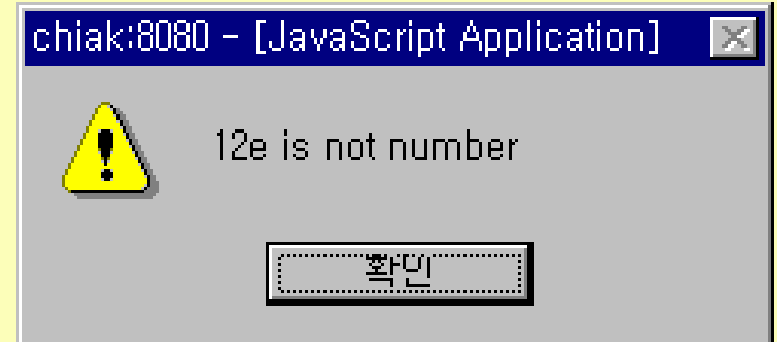 chiak:8080 - [JavaScript Application]
12e is not number
확인